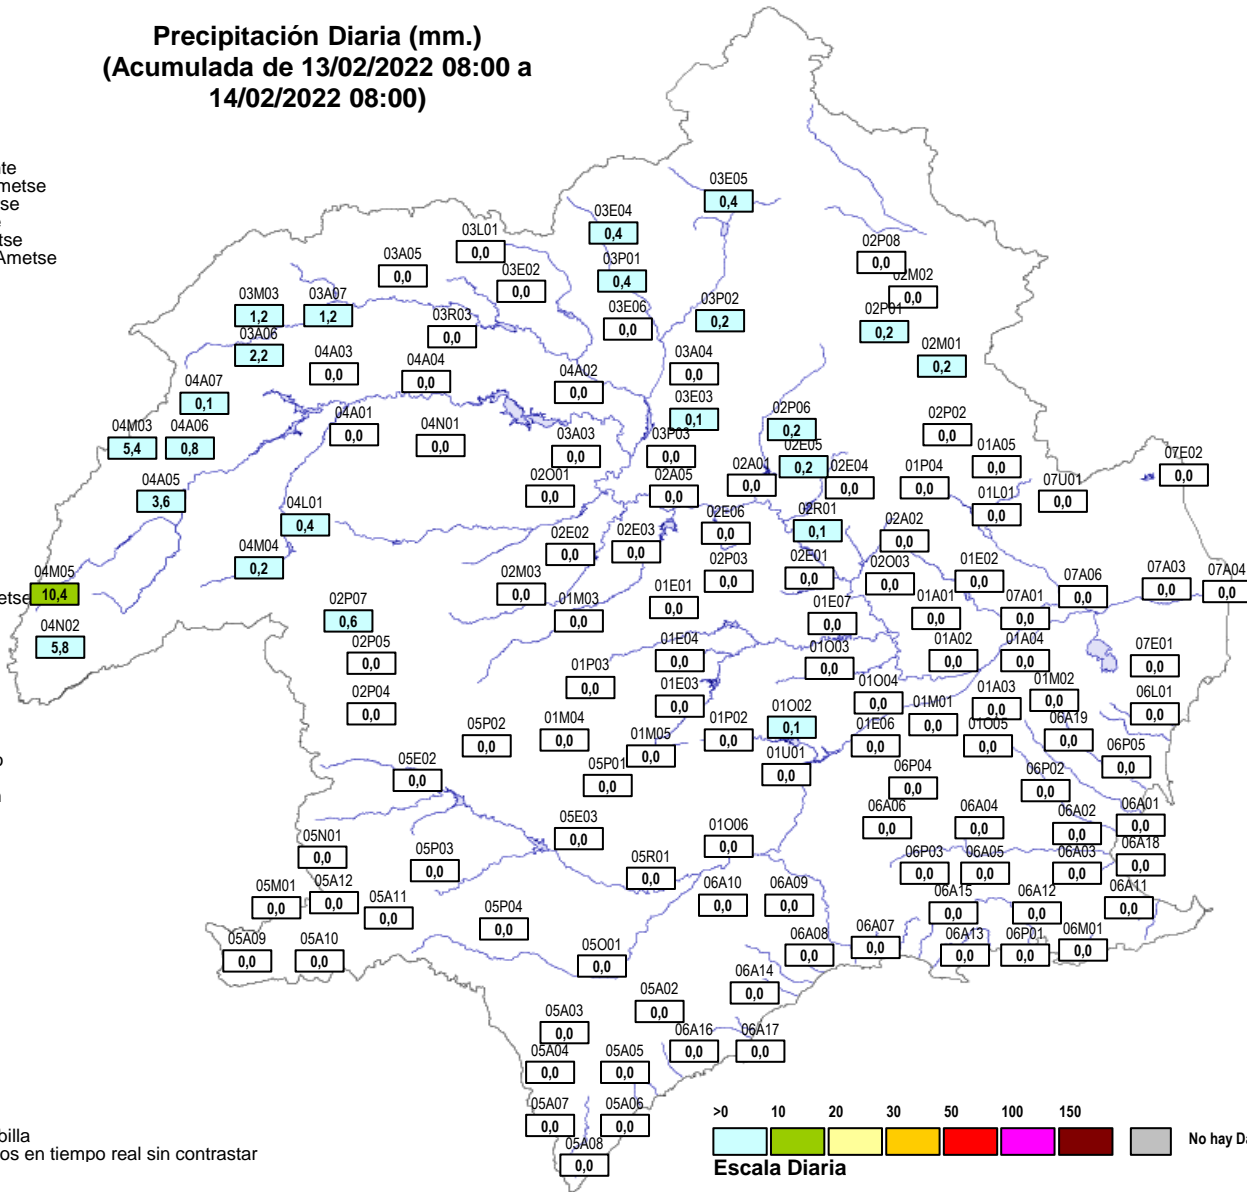 Precipitación Diaria (mm.)
(Acumulada de 13/02/2022 08:00 a
14/02/2022 08:00)
03E05
0,4
03E04
0,4
03L01
0,0
03A05
0,0
03E02
0,0
03P01
0,4
02P08
0,0
02M02
0,0
03M03
1,2
03A07
1,2
03R03
0,0
03E06
0,0
03P02
0,2
02P01
0,2
03A06
2,2
04A03
0,0
04A04
0,0
04A02
0,0
03A04
0,0
02M01
0,2
04A07
0,1
03E03
0,1
04M03
5,4
04A06
0,8
04A01
0,0
04N01
0,0
03A03
0,0
03P03
0,0
02P06
0,2
02P02
0,0
02E05
0,2
01A05
0,0
07E02
0,0
04A05
3,6
02O01
0,0
02A05
0,0
02A01
0,0
02E04
0,0
01P04
0,0
07U01
0,0
04L01
0,4
02E06
0,0
02R01
0,1
01L01
0,0
04M04
0,2
02E02
0,0
02E03
0,0
02A02
0,0
04M05
10,4
02M03
0,0
02P03
0,0
02E01
0,0
02O03
0,0
01E02
0,0
07A06
0,0
07A03
0,0
07A04
0,0
04N02
5,8
02P07
0,6
01M03
0,0
01E01
0,0
01E07
0,0
01A01
0,0
07A01
0,0
02P05
0,0
01E04
0,0
01O03
0,0
01A02
0,0
01A04
0,0
07E01
0,0
02P04
0,0
01P03
0,0
01E03
0,0
01O04
0,0
01A03
0,0
01M02
0,0
06L01
0,0
05P02
0,0
01M04
0,0
01M05
0,0
01P02
0,0
01O02
0,1
01E06
0,0
01M01
0,0
01O05
0,0
06A19
0,0
05E02
0,0
05P01
0,0
01U01
0,0
06P04
0,0
06P02
0,0
06P05
0,0
05E03
0,0
01O06
0,0
06A06
0,0
06A04
0,0
06A02
0,0
06A01
0,0
05N01
0,0
05P03
0,0
05R01
0,0
06P03
0,0
06A05
0,0
06A03
0,0
06A18
0,0
05M01
0,0
05A12
0,0
05A11
0,0
05P04
0,0
06A10
0,0
06A09
0,0
06A15
0,0
06A12
0,0
06A11
0,0
05A09
0,0
05A10
0,0
05O01
0,0
06A08
0,0
06A07
0,0
06A13
0,0
06P01
0,0
06M01
0,0
05A02
0,0
06A14
0,0
05A03
0,0
06A16
0,0
06A17
0,0
05A04
0,0
05A05
0,0
05A07
0,0
05A06
0,0
05A08
0,0
>0 10 20 30 50 100 150
No hay Da
Escala Diaria
billa
os en tiempo real sin contrastar